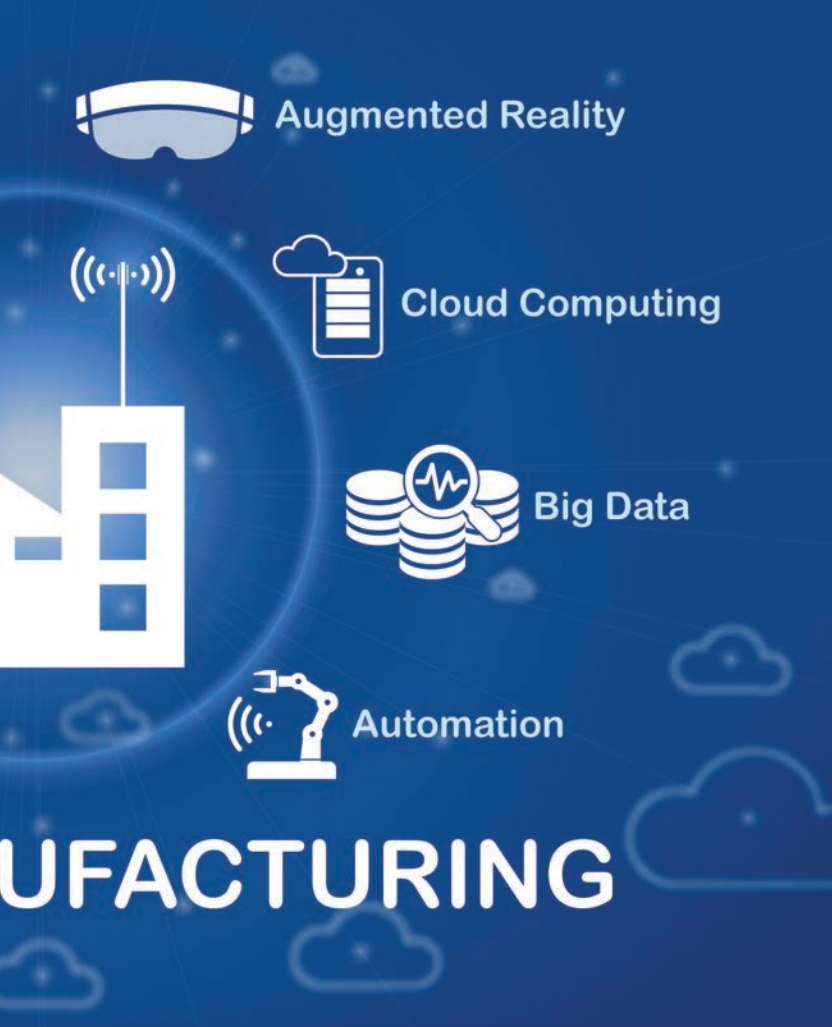 Augmented Reality
Cloud Computing
Big Data
Automation
UFACTURING